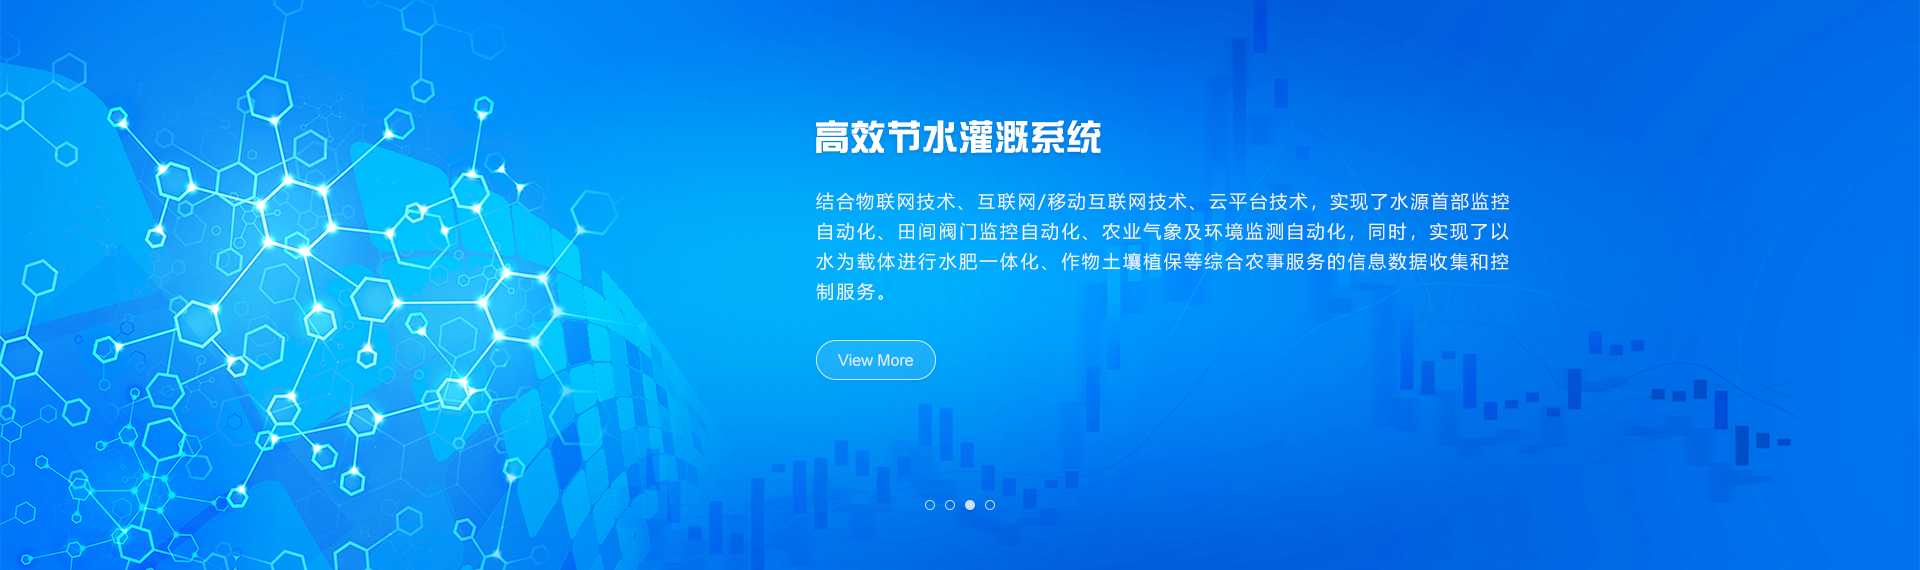 高效节水灌溉系统
结合物联网技术、互联网/移动互联网技术、云平台技术，实现了水源首部监控
自动化、田间阀门监控自动化、农业气象及环境监测自动化，同时，实现了以
水为载体进行水肥一体化、作物土壤植保等综合农事服务的信息数据收集和控
制服务。
View More